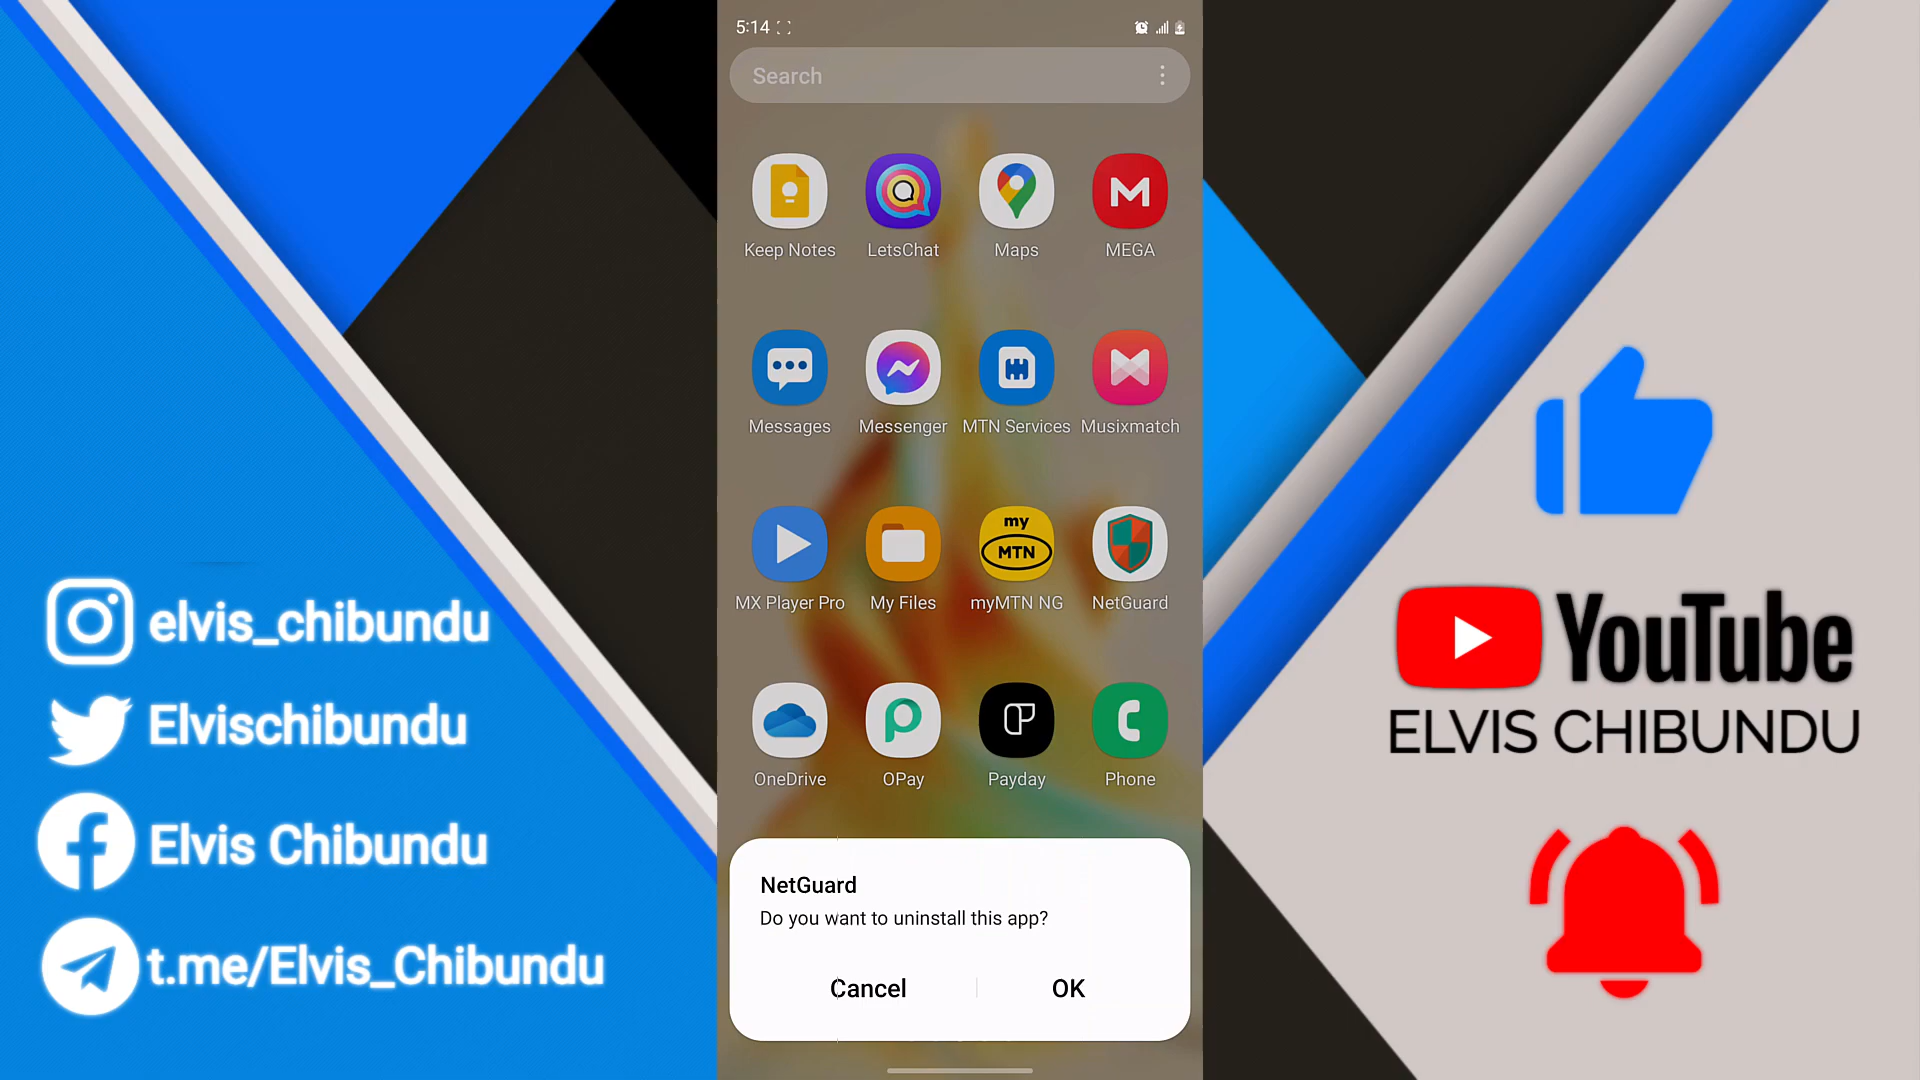 5:14
Search
Keep Notes
LetsChat
Maps
MEGA
Messages
Messenger
MTN Services
Musixmatch
my
MTN
MX Player Pro
My Files
myMTN NG
NetGuard
OneDrive
OPay
Payday
Phone
NetGuard
Do you want to uninstall this app?
Cancel
OK
elvis_chibundu
Elvischibundu
Elvis Chibundu
t.me/Elvis_Chibundu
YouTube
ELVIS CHIBUNDU